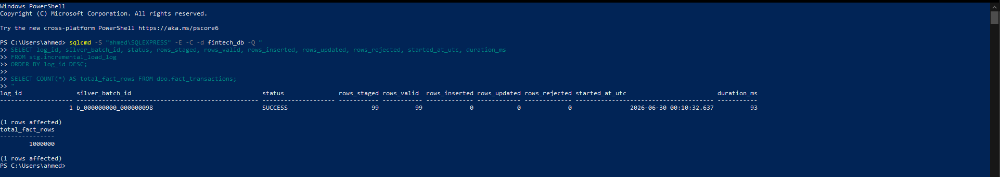 Windows PowerShell
Copyright (C) Microsoft Corporation. All rights reserved.
Try the new cross-platform PowerShell https://aka.ms/pscore6
PS C:\Users\ahmed> sqlcmd -S "ahmed\SQLEXPRESS" -E -C -d fintech_db -Q "
>> SELECT log_id, silver_batch_id, status, rows_staged, rows_valid, rows_inserted, rows_updated, rows_rejected, started_at_utc, duration_ms
>> FROM stg.incremental_load_log
>> ORDER BY log_id DESC;
>>
>> SELECT COUNT(*) AS total_fact_rows FROM dbo.fact_transactions;
>> "
log_id               silver_batch_id                                    status               rows_staged rows_valid  rows_inserted rows_updated rows_rejected started_at_utc                         duration_ms
-------------------- -------------------------------------------------- -------------------- ----------- ----------- ------------- ------------ ------------- -------------------------------------- -----------
                   1 b_000000000_000000098                              SUCCESS                       99          99             0            0             0                2026-06-30 00:10:32.637          93
(1 rows affected)
total_fact_rows
---------------
        1000000
(1 rows affected)
PS C:\Users\ahmed>